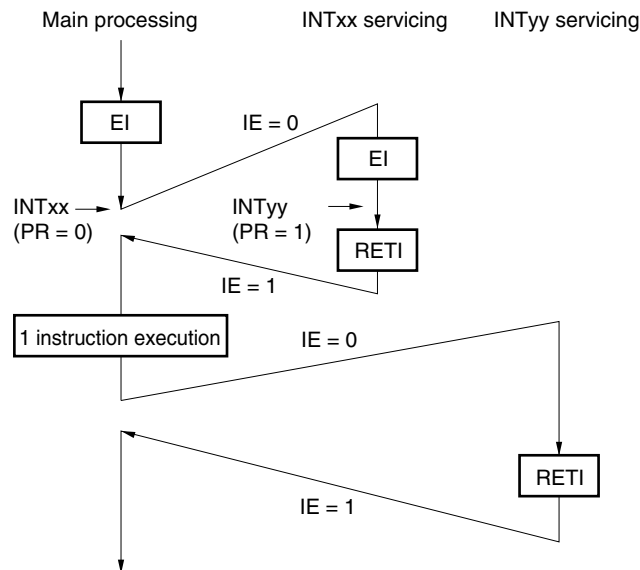 Main processing
INTxx servicing
INTyy servicing
EI
IE = 0
EI
INTxx
(PR = 0)
INTyy
(PR = 1)
RETI
IE = 1
1 instruction execution
IE = 0
RETI
IE = 1